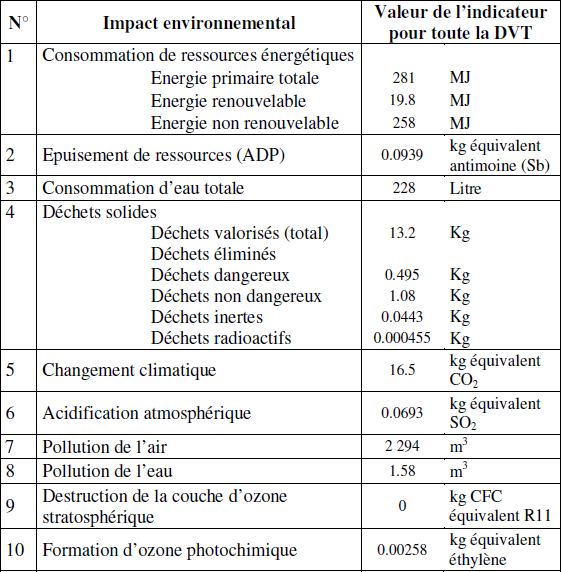 N° Impact environnemental Valeur de l'indicateur
pour toute la DVT
1 Consommation de ressources énergétiques
Energie primaire totale 281 MJ
Energie renouvelable 19.8 MJ
Energie non renouvelable 258 MJ
2 Epuisement de ressources (ADP) 0.0939 kg équivalent
antimoine (Sb)
3 Consommation d'eau totale 228 Litre
4 Déchets solides
Déchets valorisés (total) 13.2 Kg
Déchets éliminés
Déchets dangereux 0.495 Kg
Déchets non dangereux 1.08 Kg
Déchets inertes 0.0443 Kg
Déchets radioactifs 0.000455 Kg
5 Changement climatique 16.5 kg équivalent
CO₂
6 Acidification atmosphérique 0.0693 kg équivalent
SO₂
7 Pollution de l'air 2 294 m³
8 Pollution de l'eau 1.58 m³
9 Destruction de la couche d'ozone
stratosphérique 0 kg CFC
équivalent R11
10 Formation d'ozone photochimique 0.00258 kg équivalent
éthylène